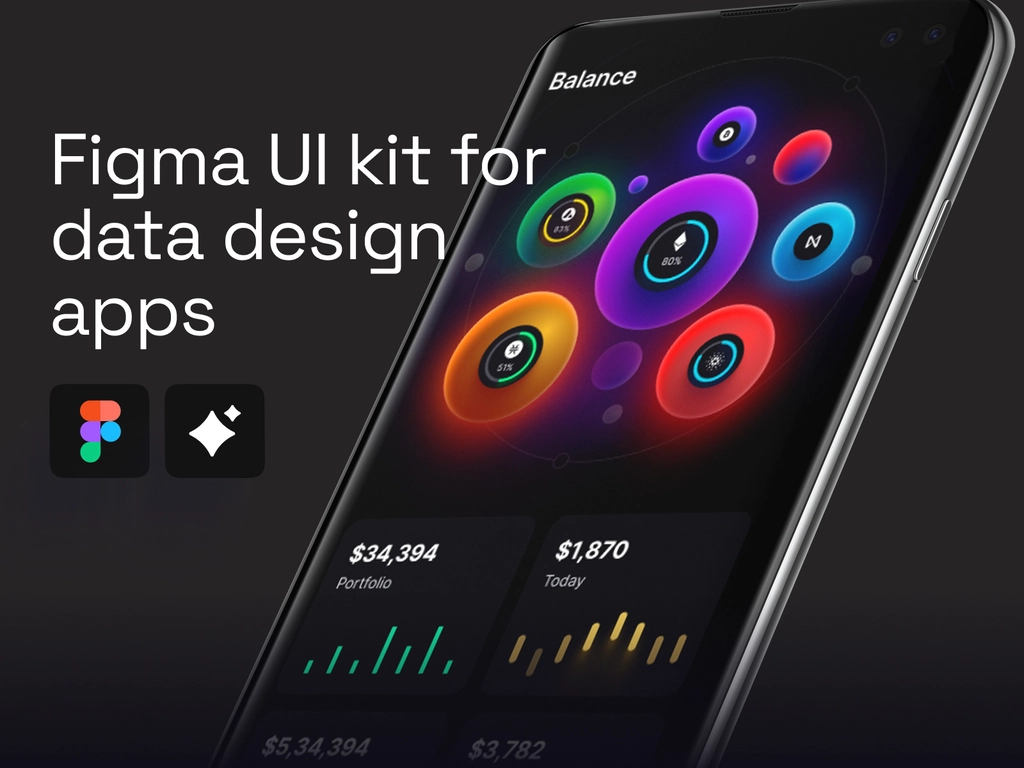 Balance
Figma UI kit for
data design
apps
83%
80%
51%
$34,394
Portfolio
$1,870
Today
$5,34,394
$3,782